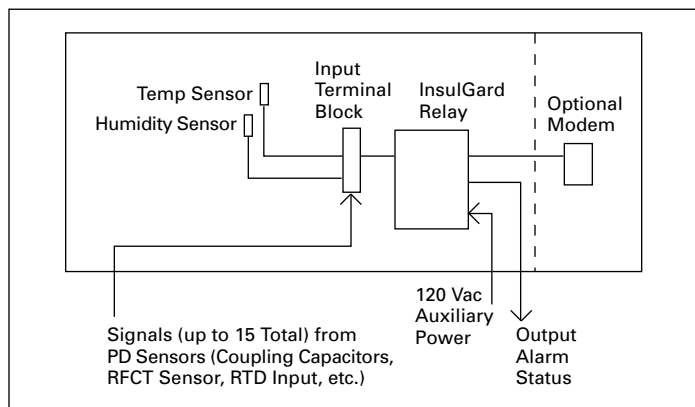 Temp Sensor
Humidity Sensor
Input
Terminal
Block
InsulGard
Relay
Optional
Modem
Signals (up to 15 Total) from
PD Sensors (Coupling Capacitors,
RFCT Sensor, RTD Input, etc.)
120 Vac
Auxiliary
Power
Output
Alarm
Status